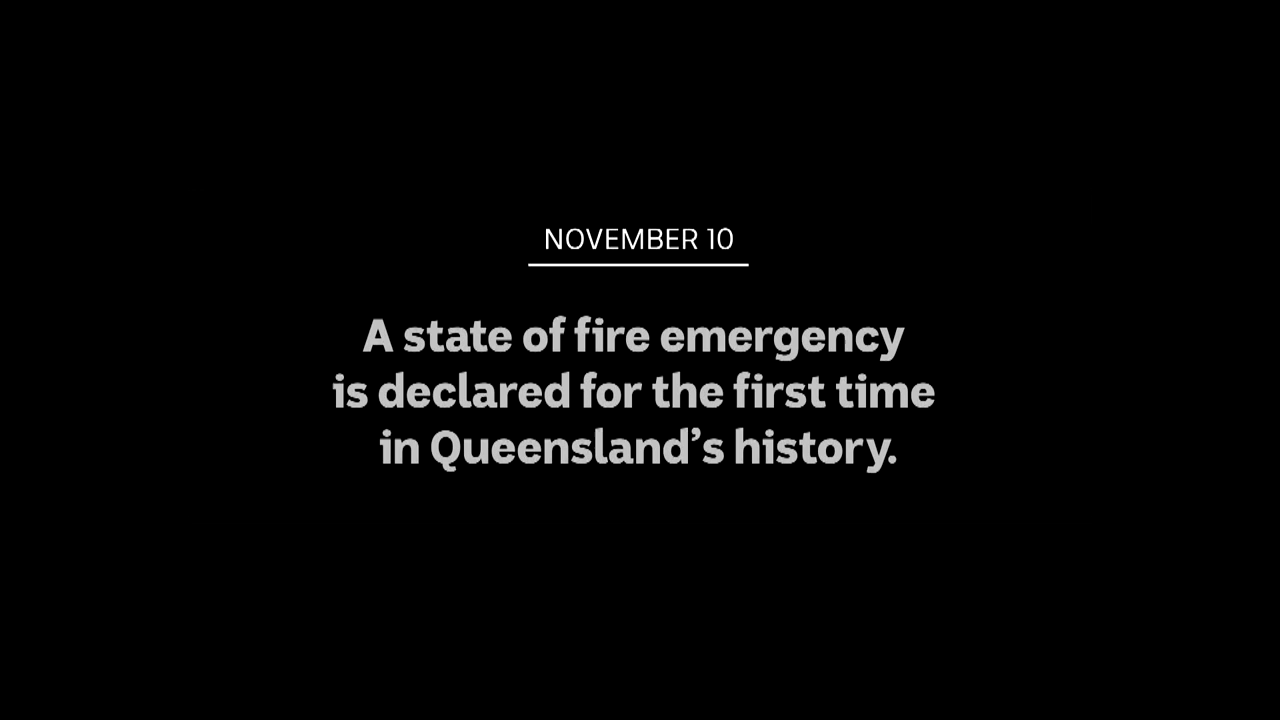 NOVEMBER 10
A state of fire emergency
is declared for the first time
in Queensland’s history.